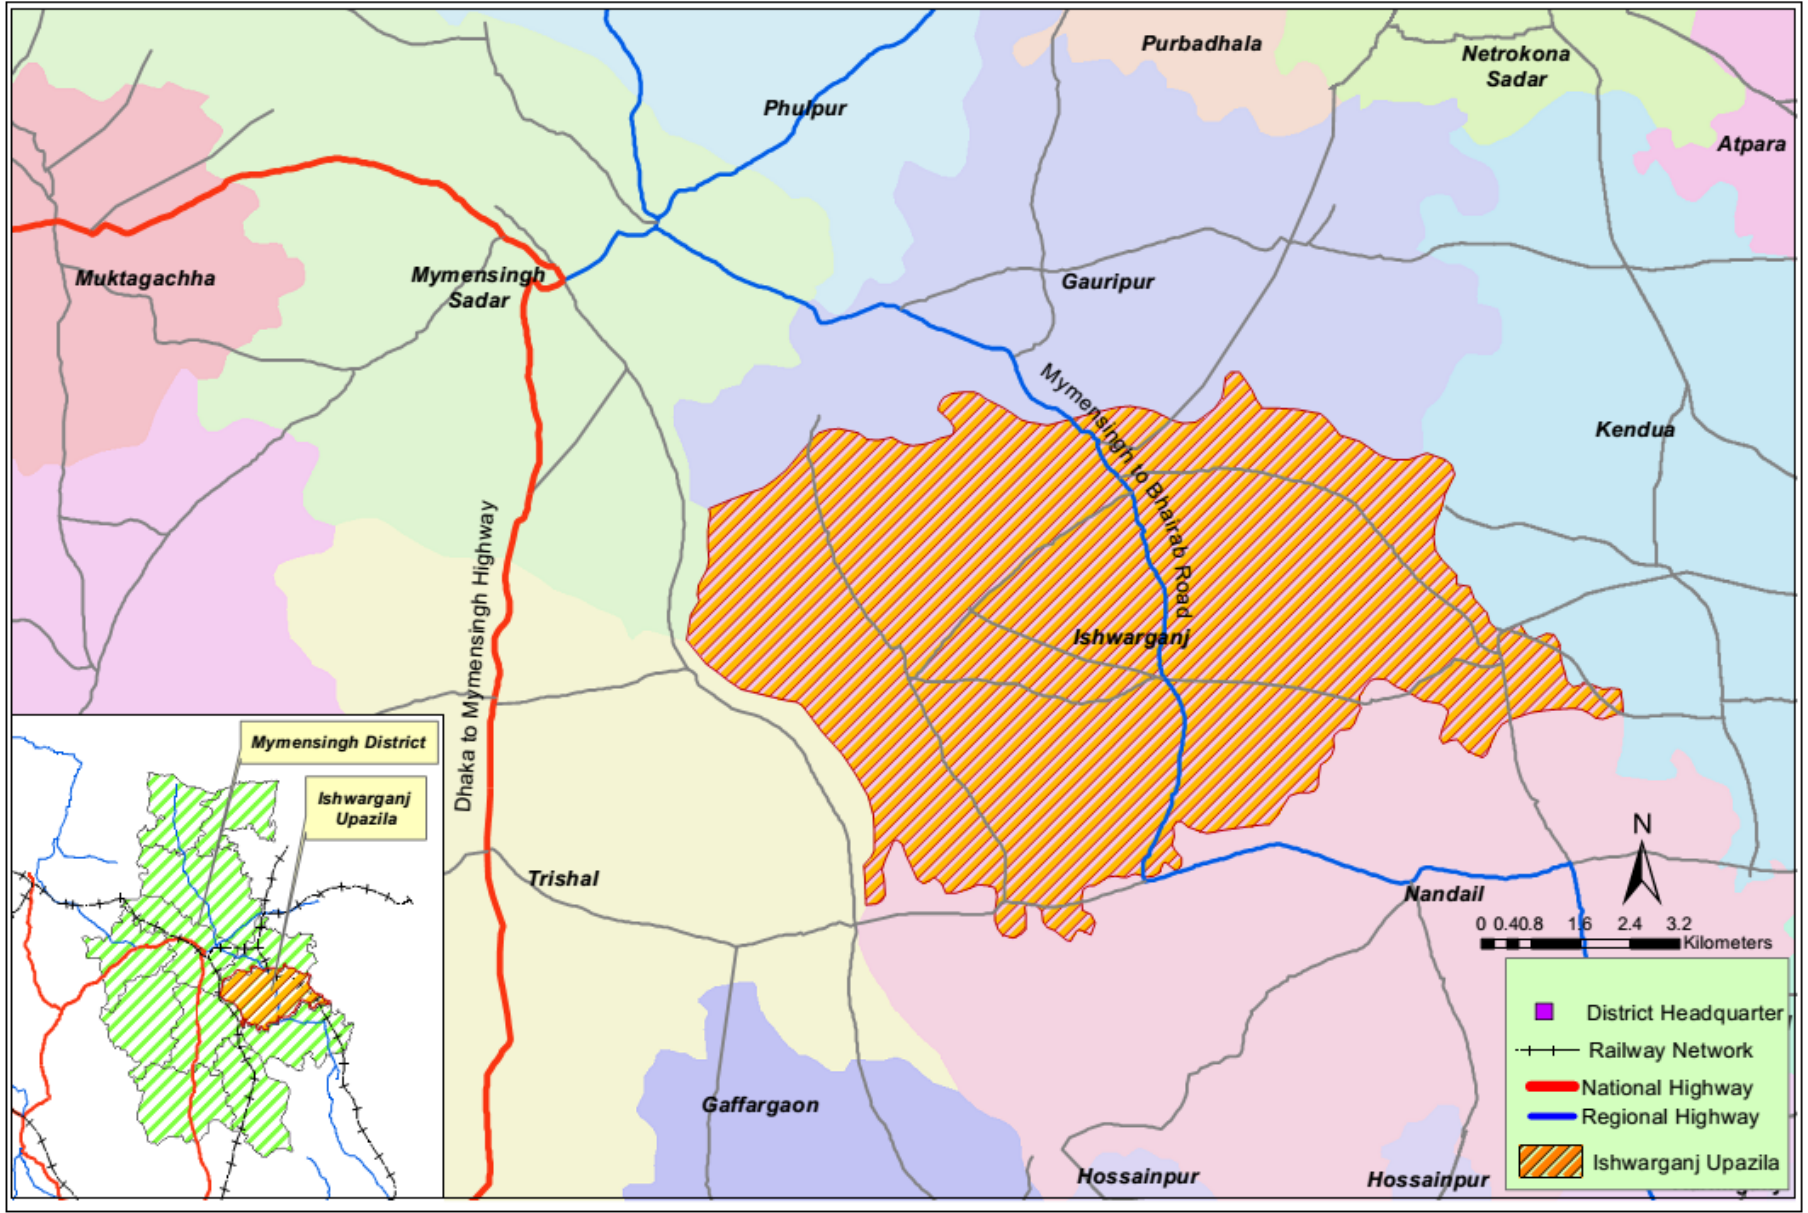 Purbadhala
Netrokona
Sadar
Phulpur
Atpara
Muktagachha
Mymensingh
Sadar
Gauripur
Mymensingh to Bhairab Road
Kendua
Dhaka to Mymensingh Highway
Ishwarganj
Mymensingh District
Ishwarganj
Upazila
Trishal
N
Nandail
0 0.40.8 1.6 2.4 3.2
Kilometers
Gaffargaon
Hossainpur
Hossainpur
District Headquarter
Railway Network
National Highway
Regional Highway
Ishwarganj Upazila